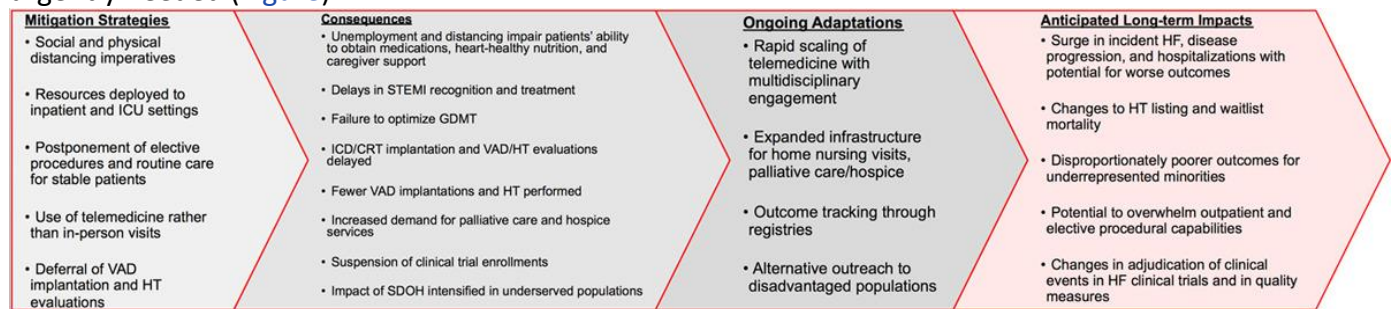 urgently needed (Figure)
Mitigation Strategies
• Social and physical
distancing imperatives
• Resources deployed to
inpatient and ICU settings
• Postponement of elective
procedures and routine care
for stable patients
• Use of telemedicine rather
than in-person visits
• Deferral of VAD
implantation and HT
evaluations
Consequences
• Unemployment and distancing impair patients' ability
to obtain medications, heart-healthy nutrition, and
caregiver support
• Delays in STEMI recognition and treatment
• Failure to optimize GDMT
• ICD/CRT implantation and VAD/HT evaluations
delayed
• Fewer VAD implantations and HT performed
• Increased demand for palliative care and hospice
services
• Suspension of clinical trial enrollments
• Impact of SDOH intensified in underserved populations
Ongoing Adaptations
• Rapid scaling of
telemedicine with
multidisciplinary
engagement
• Expanded infrastructure
for home nursing visits,
palliative care/hospice
• Outcome tracking through
registries
• Alternative outreach to
disadvantaged populations
Anticipated Long-term Impacts
• Surge in incident HF, disease
progression, and hospitalizations with
potential for worse outcomes
• Changes to HT listing and waitlist
mortality
• Disproportionately poorer outcomes for
underrepresented minorities
• Potential to overwhelm outpatient and
elective procedural capabilities
• Changes in adjudication of clinical
events in HF clinical trials and in quality
measures